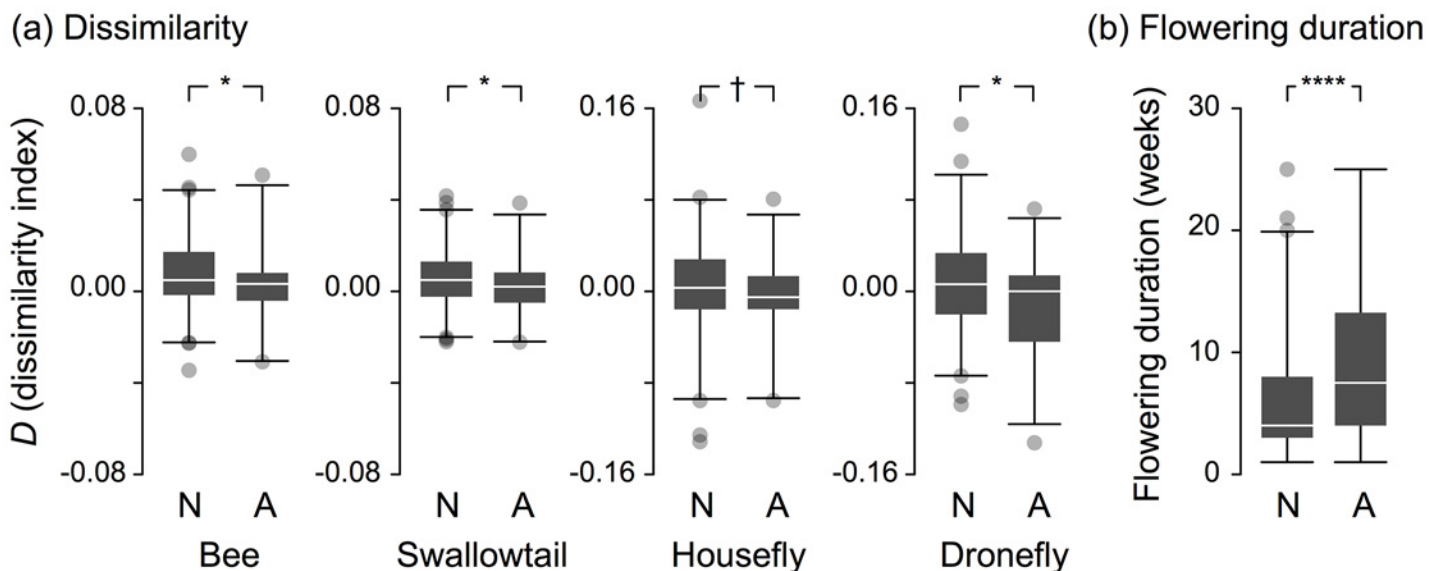 (a) Dissimilarity
(b) Flowering duration
D (dissimilarity index)
0.08
0.00
-0.08
*
N A
Bee
0.08
0.00
-0.08
*
N A
Swallowtail
0.16
0.00
-0.16
†
N A
Housefly
0.16
0.00
-0.16
*
N A
Dronefly
Flowering duration (weeks)
30
20
10
0
****
N A